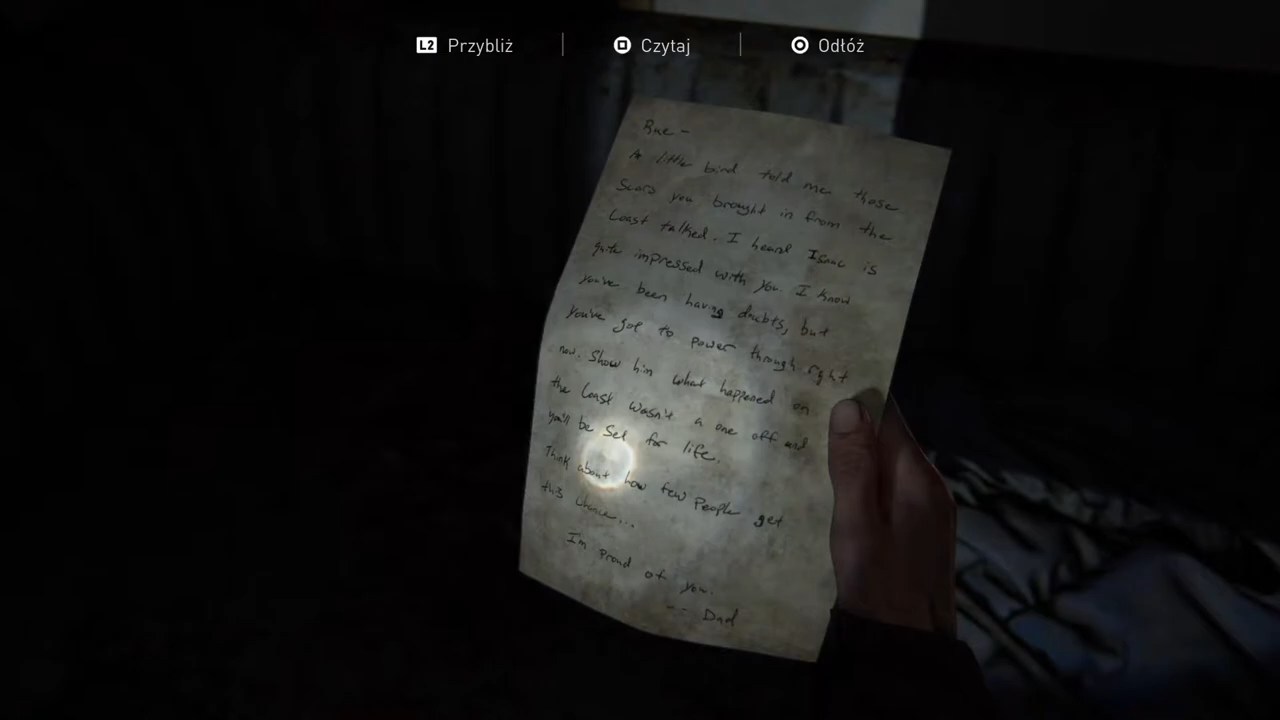 L2 Przybliż Czytaj Odłóż
Rae -
A little bird told me those
Scars you brought in from the
Coast talked. I heard Isaac is
quite impressed with you. I know
you've been having doubts, but
you've got to power through right
now. Show him what happened on
the Coast wasn't a one off and
you'll be set for life.
Think about how few people get
this chance...
I'm proud of you.
-- Dad